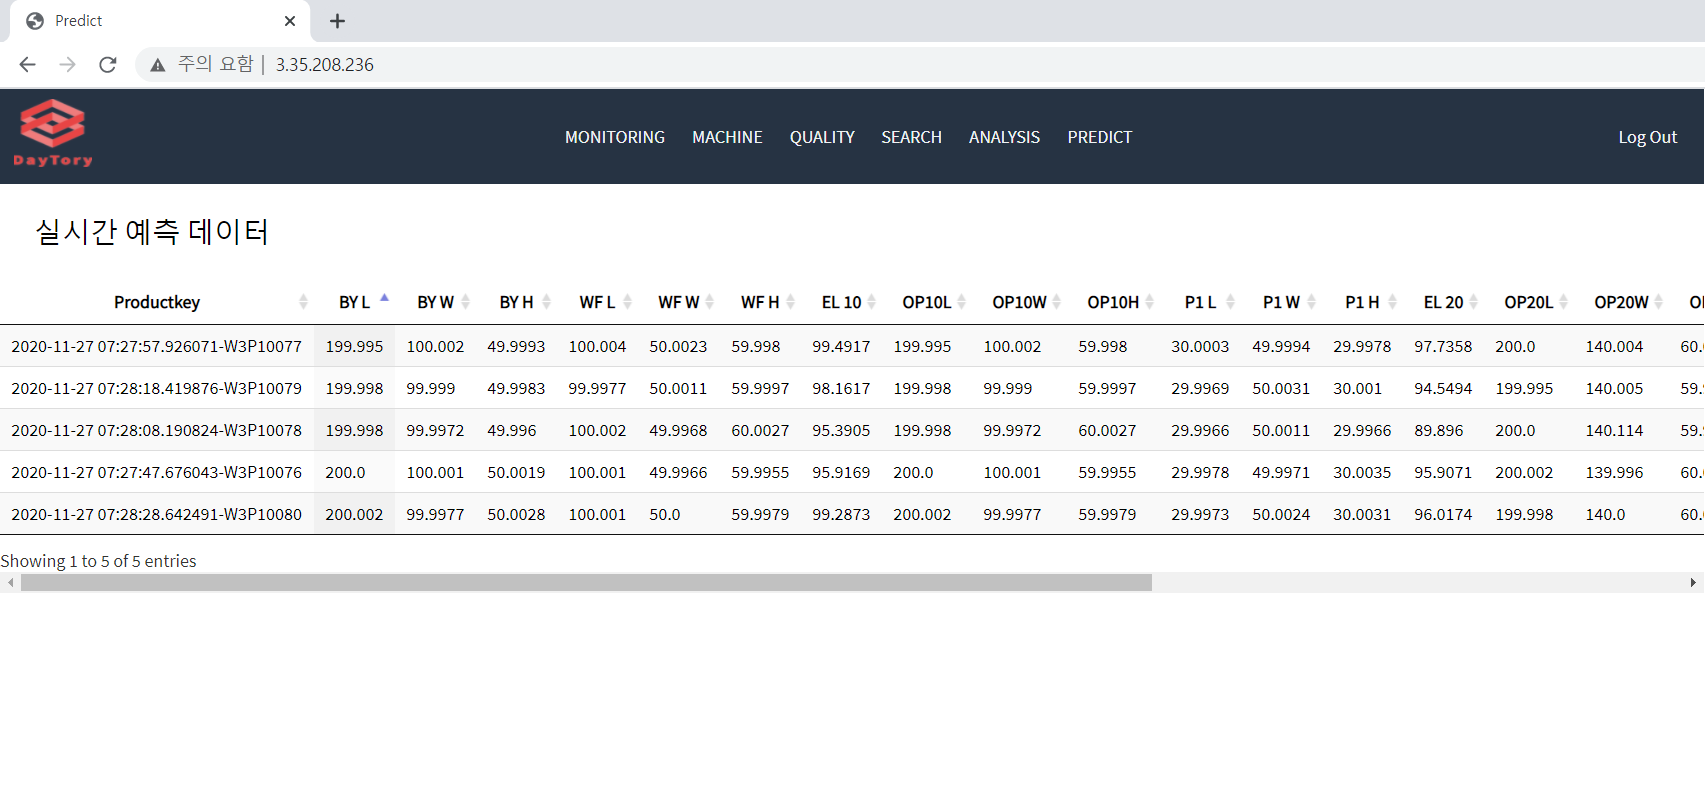 Predict
주의 요함 | 3.35.208.236
DayTory
MONITORING MACHINE QUALITY SEARCH ANALYSIS PREDICT Log Out
실시간 예측 데이터
Productkey BY L BY W BY H WF L WF W WF H EL 10 OP10L OP10W OP10H P1 L P1 W P1 H EL 20 OP20L OP20W
2020-11-27 07:27:57.926071-W3P10077 199.995 100.002 49.9993 100.004 50.0023 59.998 99.4917 199.995 100.002 59.998 30.0003 49.9994 29.9978 97.7358 200.0 140.004 60.
2020-11-27 07:28:18.419876-W3P10079 199.998 99.999 49.9983 99.9977 50.0011 59.9997 98.1617 199.998 99.999 59.9997 29.9969 50.0031 30.001 94.5494 199.995 140.005 59.
2020-11-27 07:28:08.190824-W3P10078 199.998 99.9972 49.996 100.002 49.9968 60.0027 95.3905 199.998 99.9972 60.0027 29.9966 50.0011 29.9966 89.896 200.0 140.114 59.
2020-11-27 07:27:47.676043-W3P10076 200.0 100.001 50.0019 100.001 49.9966 59.9955 95.9169 200.0 100.001 59.9955 29.9978 49.9971 30.0035 95.9071 200.002 139.996 60.
2020-11-27 07:28:28.642491-W3P10080 200.002 99.9977 50.0028 100.001 50.0 59.9979 99.2873 200.002 99.9977 59.9979 29.9973 50.0024 30.0031 96.0174 199.998 140.0 60.
Showing 1 to 5 of 5 entries